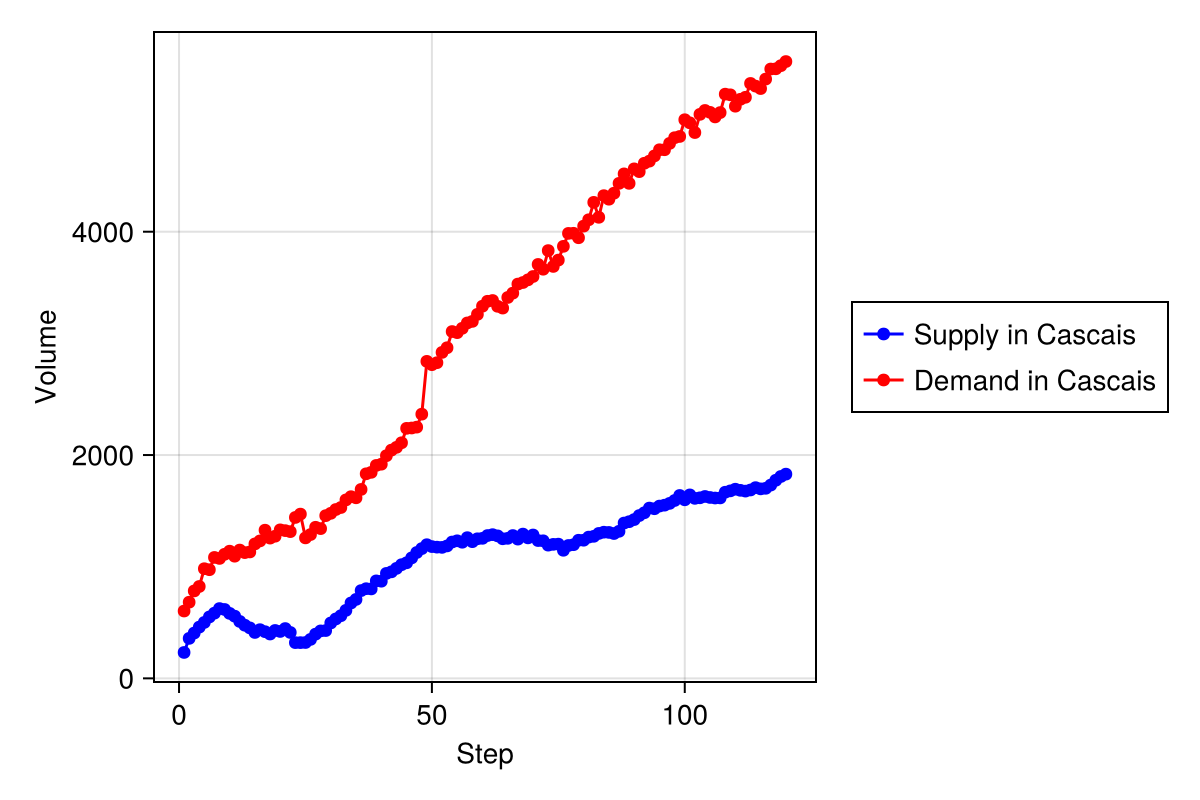 4000
2000
0
0 50 100
Volume
Step
Supply in Cascais
Demand in Cascais